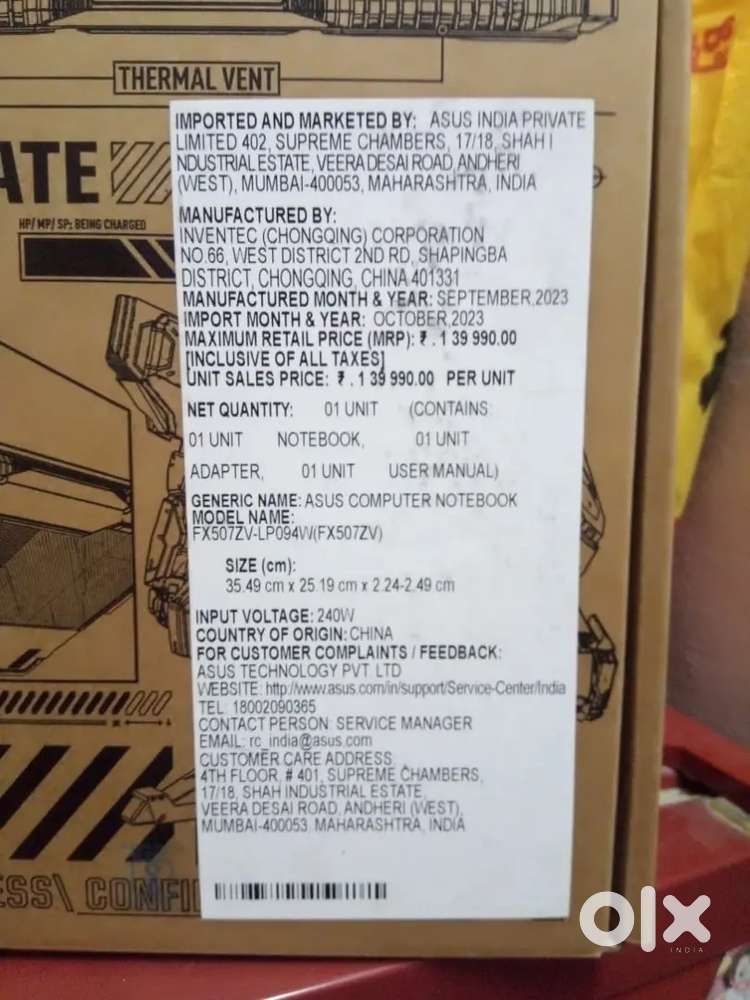 THERMAL VENT
ATE
HP/ MP/ SP: BEING CHARGED
IMPORTED AND MARKETED BY: ASUS INDIA PRIVATE
LIMITED 402, SUPREME CHAMBERS, 17/18, SHAH I
NDUSTRIAL ESTATE, VEERA DESAI ROAD, ANDHERI
(WEST), MUMBAI-400053, MAHARASHTRA, INDIA
MANUFACTURED BY:
INVENTEC (CHONGQING) CORPORATION
NO.66, WEST DISTRICT 2ND RD, SHAPINGBA
DISTRICT, CHONGQING, CHINA 401331
MANUFACTURED MONTH & YEAR: SEPTEMBER,2023
IMPORT MONTH & YEAR: OCTOBER,2023
MAXIMUM RETAIL PRICE (MRP): ₹ . 1 39 990.00
[INCLUSIVE OF ALL TAXES]
UNIT SALES PRICE: ₹ . 1 39 990.00 PER UNIT
NET QUANTITY: 01 UNIT (CONTAINS:
01 UNIT NOTEBOOK, 01 UNIT
ADAPTER, 01 UNIT USER MANUAL)
GENERIC NAME: ASUS COMPUTER NOTEBOOK
MODEL NAME:
FX507ZV-LP094W(FX507ZV)
SIZE (cm):
35.49 cm x 25.19 cm x 2.24-2.49 cm
INPUT VOLTAGE: 240W
COUNTRY OF ORIGIN: CHINA
FOR CUSTOMER COMPLAINTS / FEEDBACK:
ASUS TECHNOLOGY PVT. LTD
WEBSITE: http://www.asus.com/in/support/Service-Center/India
TEL: 18002090365
CONTACT PERSON: SERVICE MANAGER
EMAIL: rc_india@asus.com
CUSTOMER CARE ADDRESS:
4TH FLOOR, # 401, SUPREME CHAMBERS,
17/18, SHAH INDUSTRIAL ESTATE,
VEERA DESAI ROAD, ANDHERI (WEST),
MUMBAI-400053, MAHARASHTRA, INDIA
ESS\ CONFI
olx
INDIA